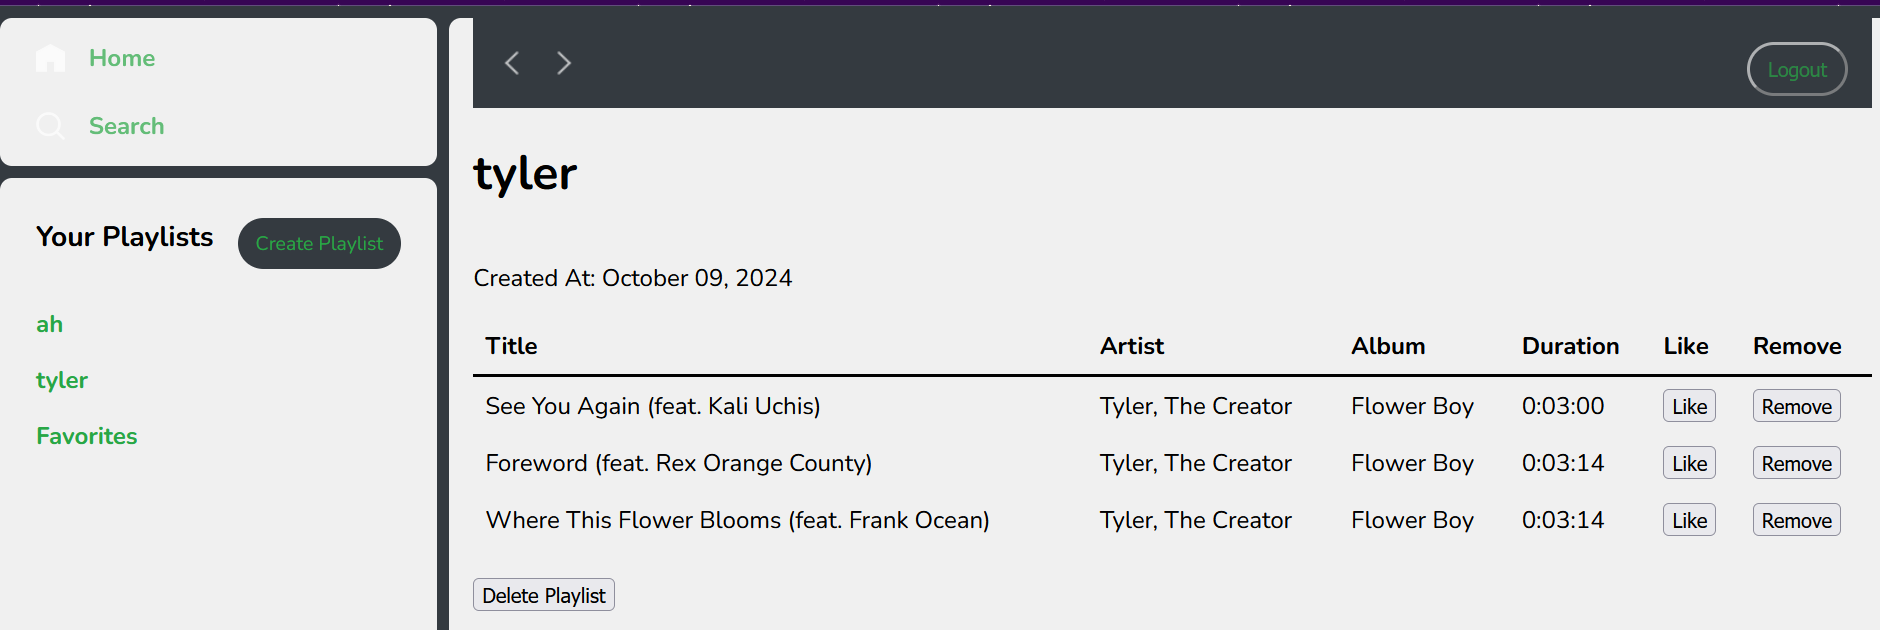 Home
Search
Your Playlists Create Playlist
ah
tyler
Favorites
Logout
tyler
Created At: October 09, 2024
Title Artist Album Duration Like Remove
See You Again (feat. Kali Uchis) Tyler, The Creator Flower Boy 0:03:00 Like Remove
Foreword (feat. Rex Orange County) Tyler, The Creator Flower Boy 0:03:14 Like Remove
Where This Flower Blooms (feat. Frank Ocean) Tyler, The Creator Flower Boy 0:03:14 Like Remove
Delete Playlist